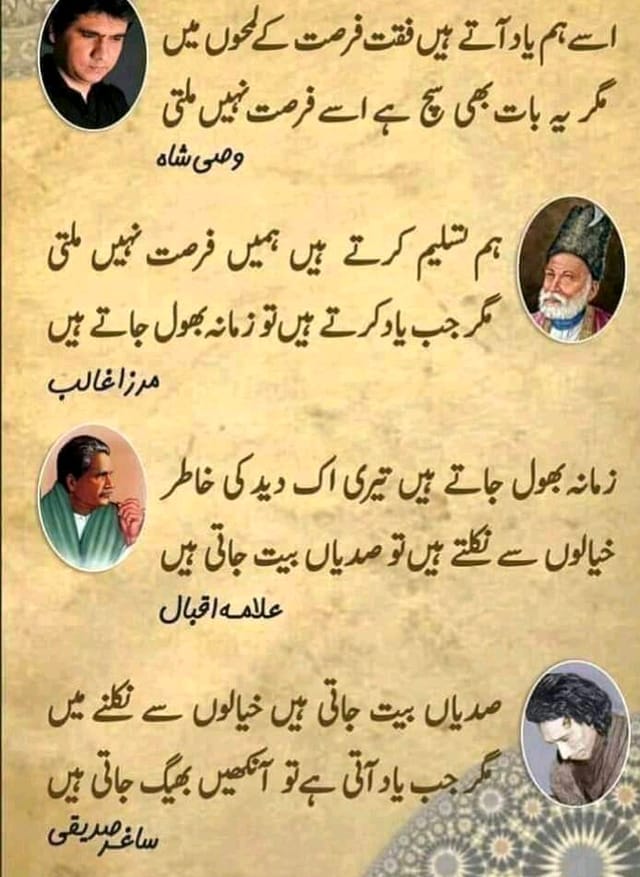 اسے ہم یاد آتے ہیں فقت فرصت کے لمحوں میں
مگر یہ بات بھی سچ ہے اسے فرصت نہیں ملتی
وصی شاہ
ہم تسلیم کرتے ہیں ہمیں فرصت نہیں ملتی
مگر جب یاد کرتے ہیں تو زمانہ بھول جاتے ہیں
مرزا غالب
زمانہ بھول جاتے ہیں تیری اک دید کی خاطر
خیالوں سے نکلتے ہیں تو صدیاں بیت جاتی ہیں
علامہ اقبال
صدیاں بیت جاتی ہیں خیالوں سے نکلنے میں
مگر جب یاد آتی ہے تو آنکھیں بھیگ جاتی ہیں
ساغر صدیقی